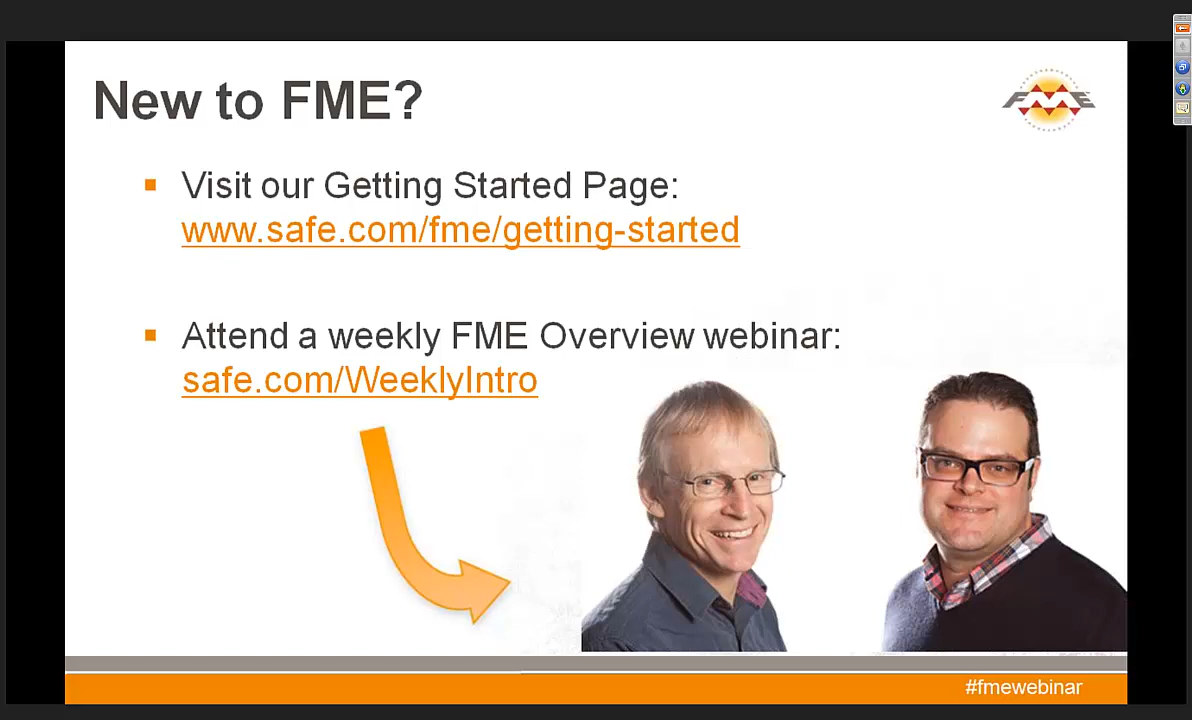 New to FME?
FME
Visit our Getting Started Page:
www.safe.com/fme/getting-started
Attend a weekly FME Overview webinar:
safe.com/WeeklyIntro
#fmewebinar